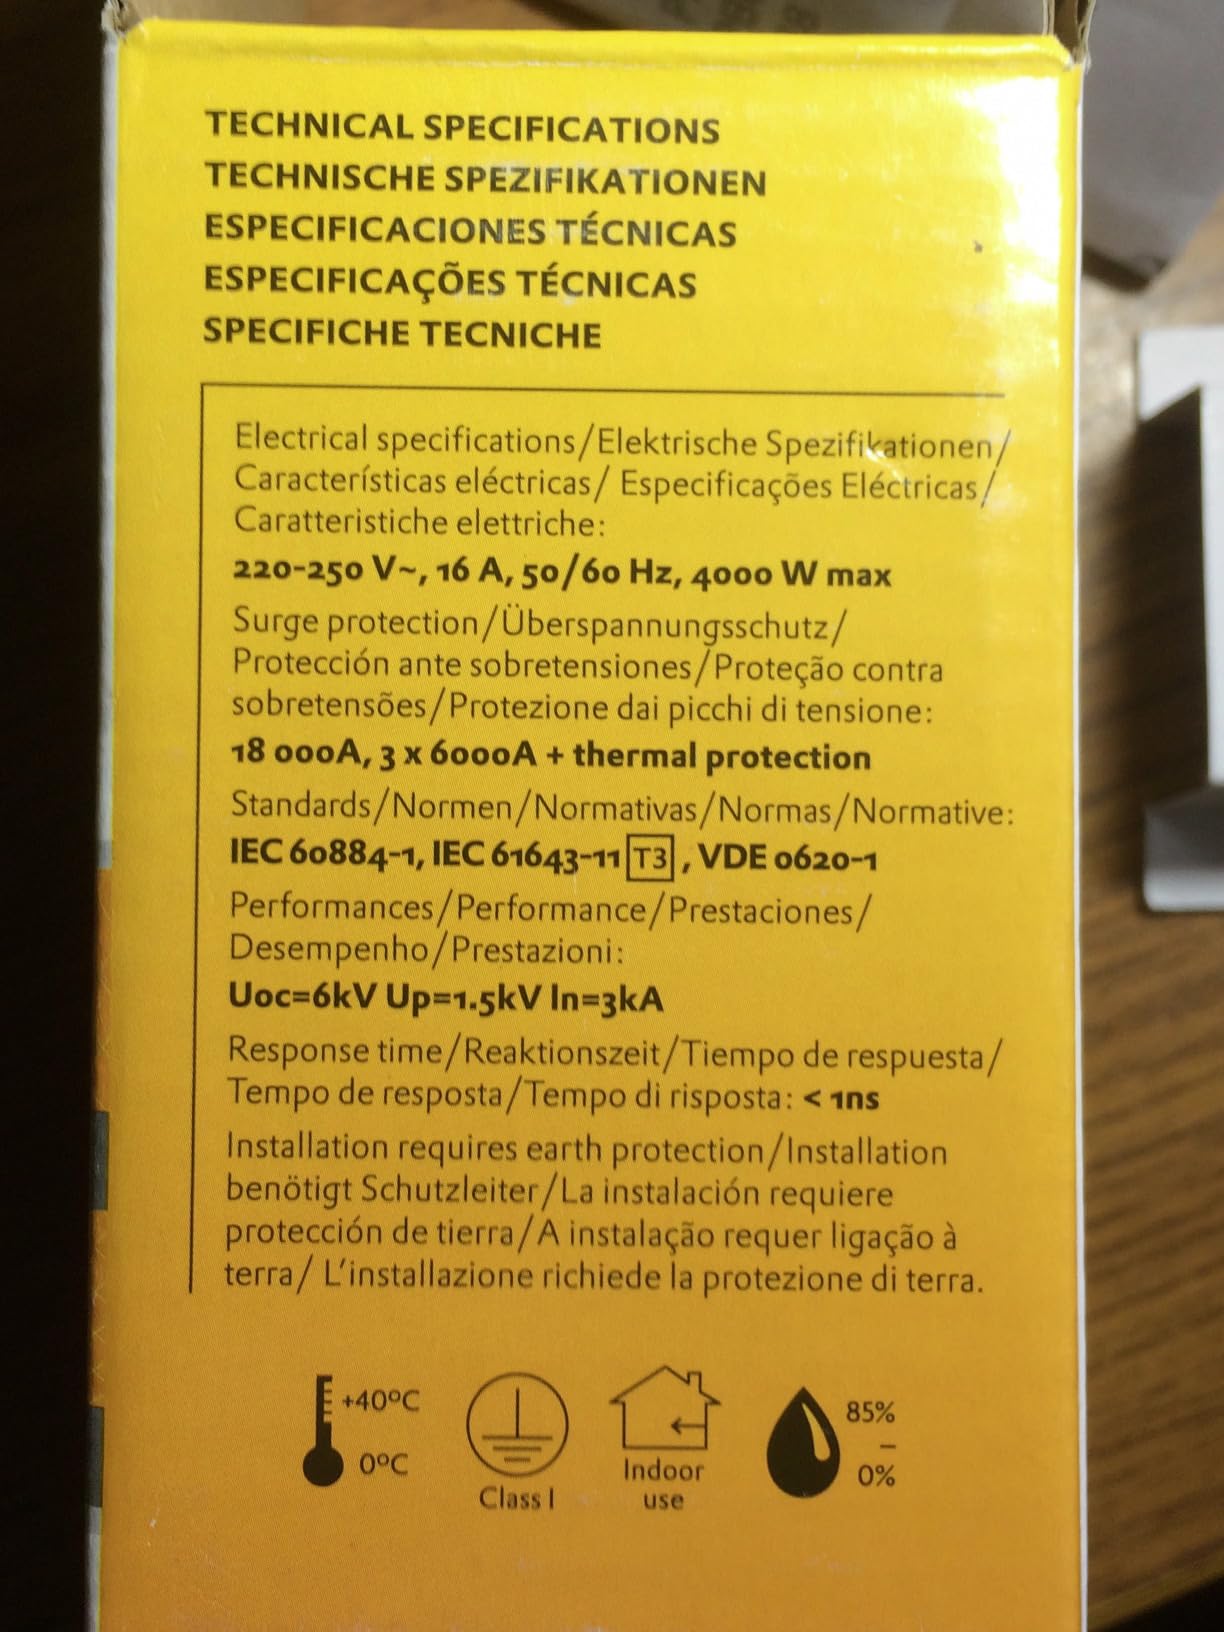 TECHNICAL SPECIFICATIONS
TECHNISCHE SPEZIFIKATIONEN
ESPECIFICACIONES TÉCNICAS
ESPECIFICAÇÕES TÉCNICAS
SPECIFICHE TECNICHE
Electrical specifications/Elektrische Spezifikationen/
Características eléctricas/ Especificações Eléctricas/
Caratteristiche elettriche:
220-250 V~, 16 A, 50/60 Hz, 4000 W max
Surge protection/Überspannungsschutz/
Protección ante sobretensiones/Proteção contra
sobretensões/Protezione dai picchi di tensione:
18 000A, 3 x 6000A + thermal protection
Standards/Normen/Normativas/Normas/Normative:
IEC 60884-1, IEC 61643-11 T3, VDE 0620-1
Performances/Performance/Prestaciones/
Desempenho/Prestazioni:
Uoc=6kV Up=1.5kV In=3kA
Response time/Reaktionszeit/Tiempo de respuesta/
Tempo de resposta/Tempo di risposta: < 1ns
Installation requires earth protection/Installation
benötigt Schutzleiter/La instalación requiere
protección de tierra/A instalação requer ligação à
terra/ L'installazione richiede la protezione di terra.
+40ºC
0ºC
Class I
Indoor
use
85%
–
0%